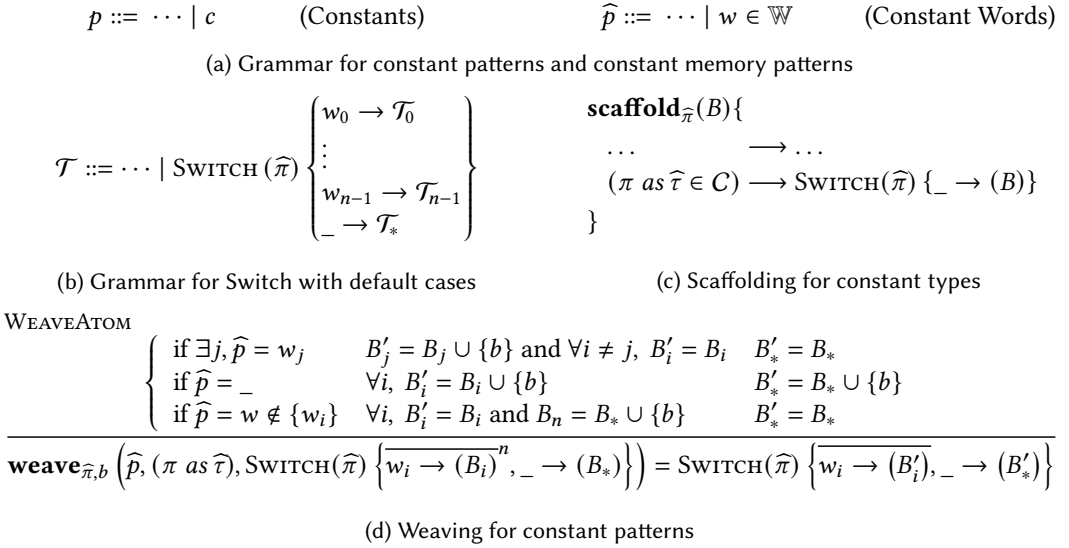 p ::= ⋯ | c (Constants) p̂ ::= ⋯ | w ∈ 𝕎 (Constant Words)
(a) Grammar for constant patterns and constant memory patterns
𝒯 ::= ⋯ | Switch (π̂) { w₀ → 𝒯₀
⋮
wₙ₋₁ → 𝒯ₙ₋₁
_ → 𝒯∗ }
(b) Grammar for Switch with default cases
scaffold_π̂(B){
… ⟶ …
(π as τ̂ ∈ C) ⟶ Switch(π̂) {_ → (B)}
}
(c) Scaffolding for constant types
WeaveAtom
{ if ∃j, p̂ = wⱼ B′ⱼ = Bⱼ ∪ {b} and ∀i ≠ j, B′ᵢ = Bᵢ B′∗ = B∗
if p̂ = _ ∀i, B′ᵢ = Bᵢ ∪ {b} B′∗ = B∗ ∪ {b}
if p̂ = w ∉ {wᵢ} ∀i, B′ᵢ = Bᵢ and Bₙ = B∗ ∪ {b} B′∗ = B∗
weave_π̂,b (p̂, (π as τ̂), Switch(π̂) {\overline{wᵢ → (Bᵢ)}ⁿ, _ → (B∗)}) = Switch(π̂) {\overline{wᵢ → (B′ᵢ)}, _ → (B′∗)}
(d) Weaving for constant patterns